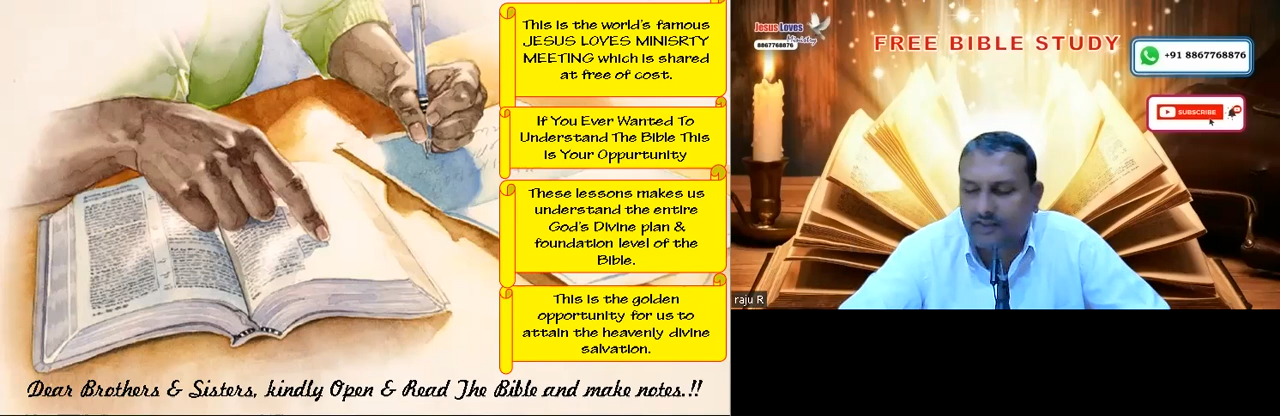 This is the world's famous
JESUS LOVES MINISRTY
MEETING which is shared
at free of cost.
If You Ever Wanted To
Understand The Bible This
is Your Oppurtunity
These lessons makes us
understand the entire
God's Divine plan &
foundation level of the
Bible.
This is the golden
opportunity for us to
attain the heavenly divine
salvation.
Dear Brothers & Sisters, kindly Open & Read The Bible and make notes.!!
Jesus Loves
Ministry
8867768876
FREE BIBLE STUDY
+91 8867768876
SUBSCRIBE
raju R